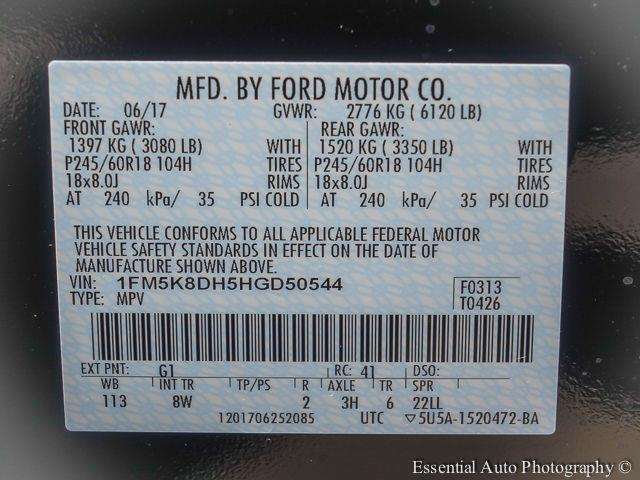 MFD. BY FORD MOTOR CO.
DATE: 06/17 GVWR: 2776 KG ( 6120 LB)
FRONT GAWR: REAR GAWR:
1397 KG ( 3080 LB) WITH 1520 KG ( 3350 LB) WITH
P245/60R18 104H TIRES P245/60R18 104H TIRES
18x8.0J RIMS 18x8.0J RIMS
AT 240 kPa/ 35 PSI COLD AT 240 kPa/ 35 PSI COLD
THIS VEHICLE CONFORMS TO ALL APPLICABLE FEDERAL MOTOR
VEHICLE SAFETY STANDARDS IN EFFECT ON THE DATE OF
MANUFACTURE SHOWN ABOVE.
VIN: 1FM5K8DH5HGD50544 F0313
TYPE: MPV T0426
EXT PNT: G1 RC: 41 DSO:
WB INT TR TP/PS R AXLE TR SPR
113 8W 2 3H 6 22LL
1201706252085 UTC ▽5U5A-1520472-BA
Essential Auto Photography ©